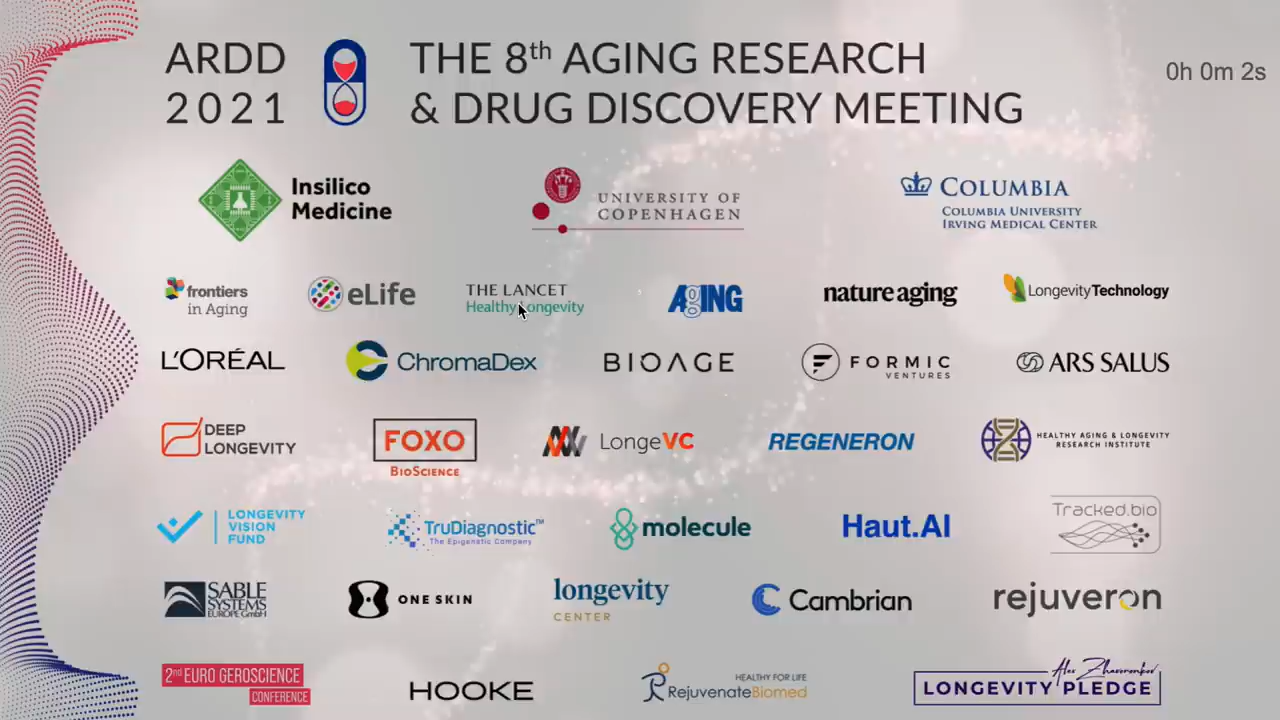 ARDD
2021
THE 8th AGING RESEARCH
& DRUG DISCOVERY MEETING
0h 0m 2s
Insilico
Medicine
UNIVERSITY OF
COPENHAGEN
COLUMBIA
COLUMBIA UNIVERSITY
IRVING MEDICAL CENTER
frontiers
in Aging
eLife
THE LANCET
Healthy Longevity
AgING
nature aging
LongevityTechnology
L'ORÉAL
ChromaDex
BIOAGE
FORMIC
VENTURES
ARS SALUS
DEEP
LONGEVITY
FOXO
BIOSCIENCE
LongeVC
REGENERON
HEALTHY AGING & LONGEVITY
RESEARCH INSTITUTE
LONGEVITY
VISION
FUND
TruDiagnostic™
The Epigenetic Company
molecule
Haut.AI
Tracked.bio
SABLE
SYSTEMS
EUROPE GmbH
ONE SKIN
longevity
CENTER
Cambrian
rejuveron
2nd EURO GEROSCIENCE
CONFERENCE
HOOKE
HEALTHY FOR LIFE
RejuvenateBiomed
Alex Zhavoronkov
LONGEVITY PLEDGE